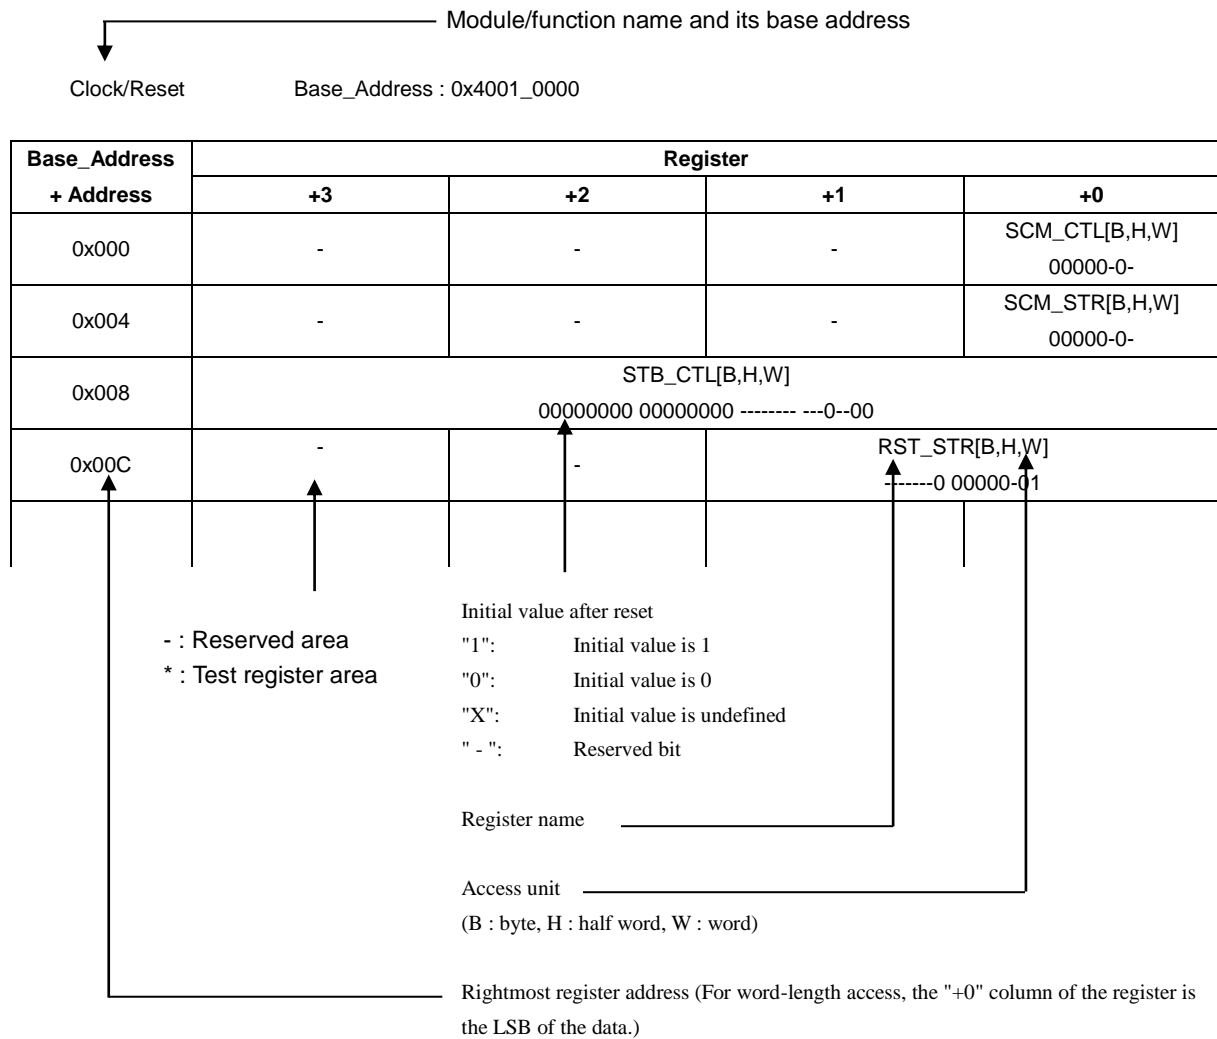 Module/function name and its base address
Clock/Reset Base_Address : 0x4001_0000
Base_Address + Address Register
+3 +2 +1 +0
0x000 - - - SCM_CTL[B,H,W]
00000-0-
0x004 - - - SCM_STR[B,H,W]
00000-0-
0x008 STB_CTL[B,H,W]
00000000 00000000 -------- ---0--00
0x00C - - RST_STR[B,H,W]
-------0 00000-01
- : Reserved area
* : Test register area
Initial value after reset
"1": Initial value is 1
"0": Initial value is 0
"X": Initial value is undefined
" - ": Reserved bit
Register name
Access unit
(B : byte, H : half word, W : word)
Rightmost register address (For word-length access, the "+0" column of the register is
the LSB of the data.)